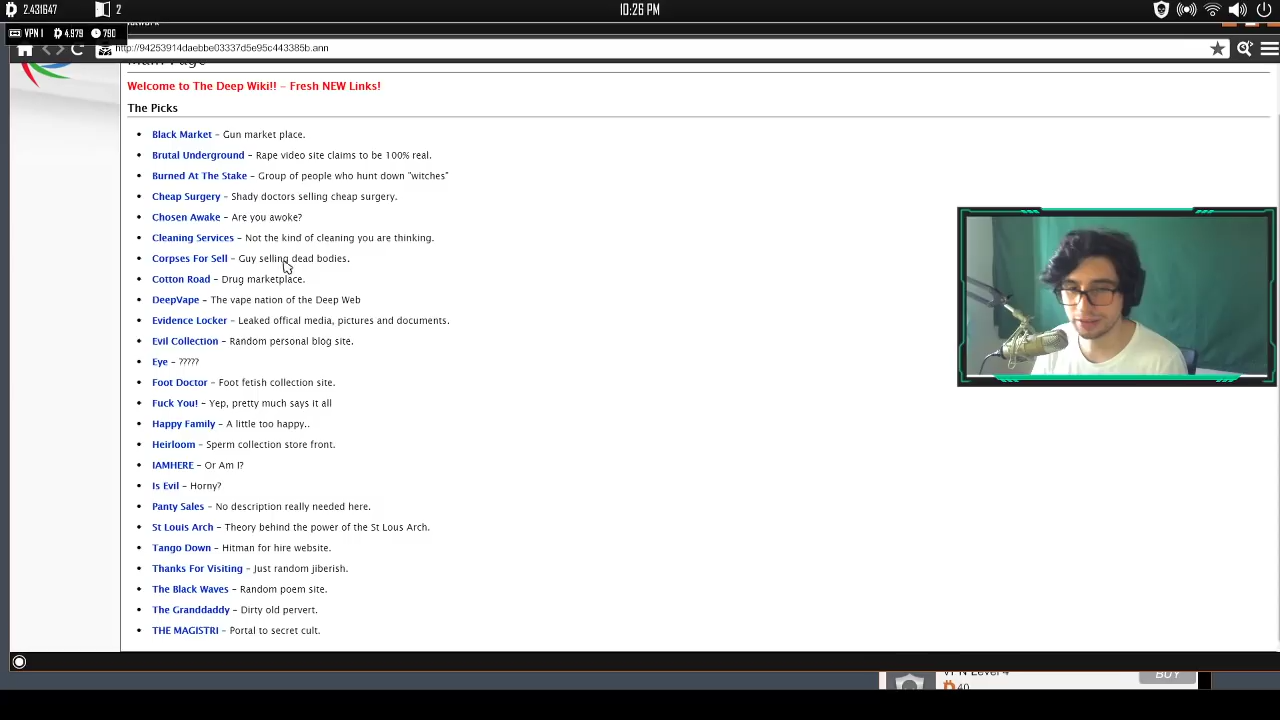 2.431647
2
10:26 PM
VPN 1
4.979
790
http://94253914daebbe03337d5e95c443385b.ann
Main Page
Welcome to The Deep Wiki!! - Fresh NEW Links!
The Picks
Black Market - Gun market place.
Brutal Underground - Rape video site claims to be 100% real.
Burned At The Stake - Group of people who hunt down "witches"
Cheap Surgery - Shady doctors selling cheap surgery.
Chosen Awake - Are you awoke?
Cleaning Services - Not the kind of cleaning you are thinking.
Corpses For Sell - Guy selling dead bodies.
Cotton Road - Drug marketplace.
DeepVape - The vape nation of the Deep Web
Evidence Locker - Leaked offical media, pictures and documents.
Evil Collection - Random personal blog site.
Eye - ?????
Foot Doctor - Foot fetish collection site.
Fuck You! - Yep, pretty much says it all
Happy Family - A little too happy..
Heirloom - Sperm collection store front.
IAMHERE - Or Am I?
Is Evil - Horny?
Panty Sales - No description really needed here.
St Louis Arch - Theory behind the power of the St Lous Arch.
Tango Down - Hitman for hire website.
Thanks For Visiting - Just random jiberish.
The Black Waves - Random poem site.
The Granddaddy - Dirty old pervert.
THE MAGISTRI - Portal to secret cult.
VPN Level 4
40
BUY